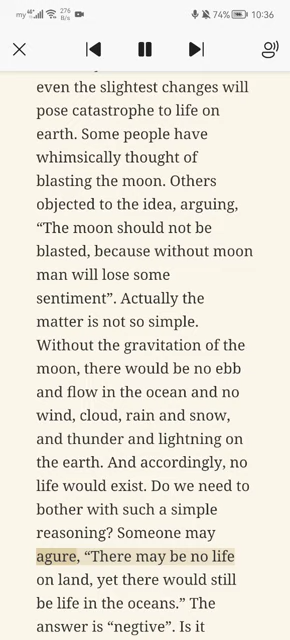 my 276 B/s 74% 10:36
even the slightest changes will
pose catastrophe to life on
earth. Some people have
whimsically thought of
blasting the moon. Others
objected to the idea, arguing,
“The moon should not be
blasted, because without moon
man will lose some
sentiment”. Actually the
matter is not so simple.
Without the gravitation of the
moon, there would be no ebb
and flow in the ocean and no
wind, cloud, rain and snow,
and thunder and lightning on
the earth. And accordingly, no
life would exist. Do we need to
bother with such a simple
reasoning? Someone may
agure, “There may be no life
on land, yet there would still
be life in the oceans.” The
answer is “negtive”. Is it